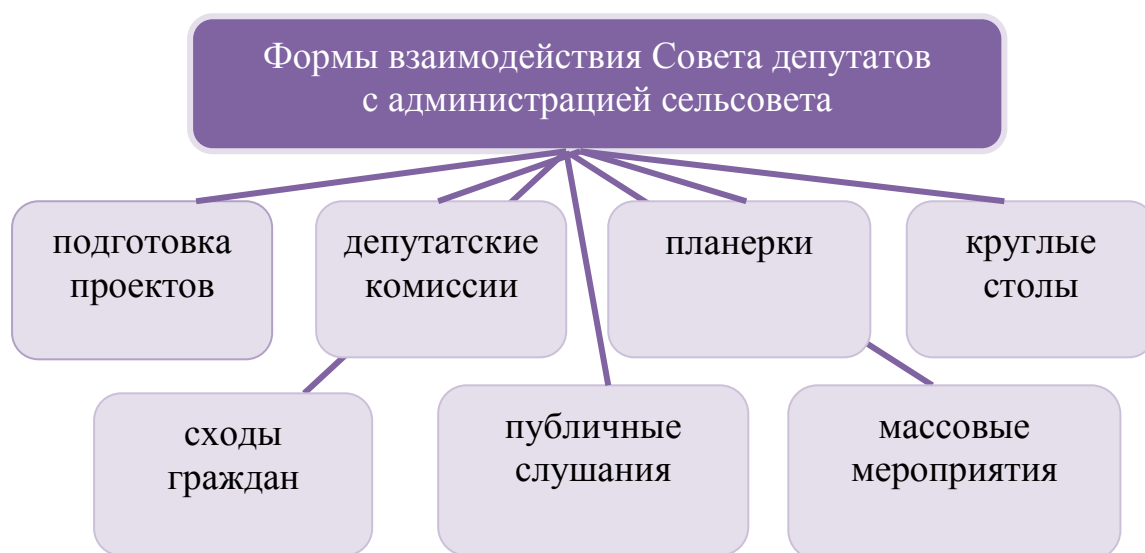 Формы взаимодействия Совета депутатов
с администрацией сельсовета
подготовка
проектов
депутатские
комиссии
планерки
круглые
столы
сходы
граждан
публичные
слушания
массовые
мероприятия